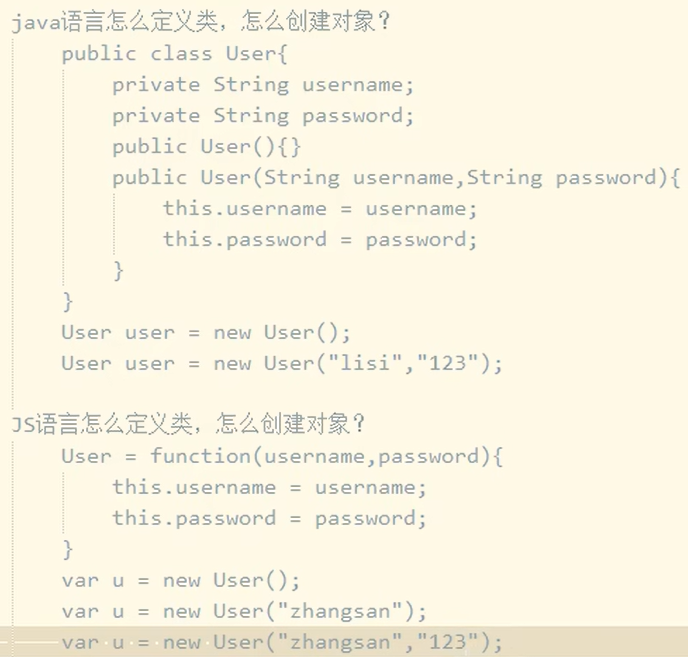 java语言怎么定义类，怎么创建对象？
public class User{
private String username;
private String password;
public User(){}
public User(String username,String password){
this.username = username;
this.password = password;
}
}
User user = new User();
User user = new User("lisi","123");
JS语言怎么定义类，怎么创建对象？
User = function(username,password){
this.username = username;
this.password = password;
}
var u = new User();
var u = new User("zhangsan");
var u = new User("zhangsan","123");